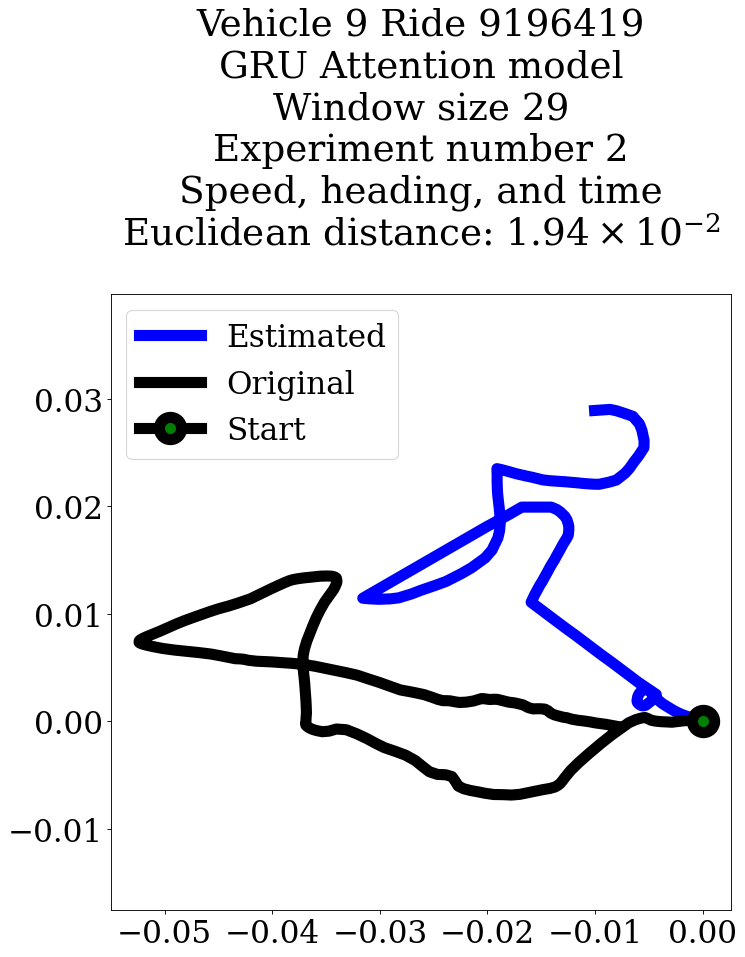 Vehicle 9 Ride 9196419
GRU Attention model
Window size 29
Experiment number 2
Speed, heading, and time
Euclidean distance: 1.94 × 10⁻²
Estimated
Original
Start
0.03
0.02
0.01
0.00
−0.01
−0.05 −0.04 −0.03 −0.02 −0.01 0.00